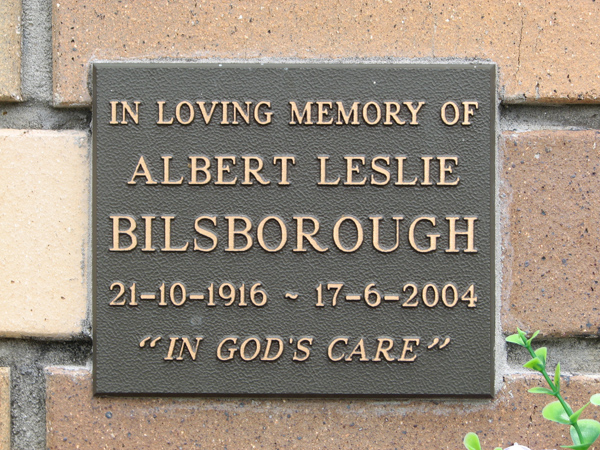 IN LOVING MEMORY OF
ALBERT LESLIE
BILSBOROUGH
21-10-1916 ~ 17-6-2004
“IN GOD'S CARE”